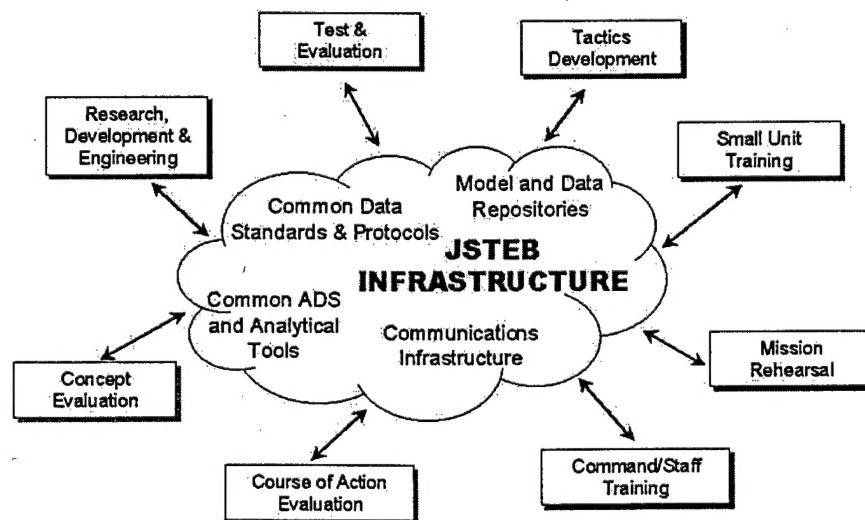 Test &
Evaluation
Tactics
Development
Research,
Development &
Engineering
Small Unit
Training
Model and Data
Repositories
Common Data
Standards & Protocols
JSTEB
INFRASTRUCTURE
Common ADS
and Analytical
Tools
Communications
Infrastructure
Mission
Rehearsal
Concept
Evaluation
Course of Action
Evaluation
Command/Staff
Training